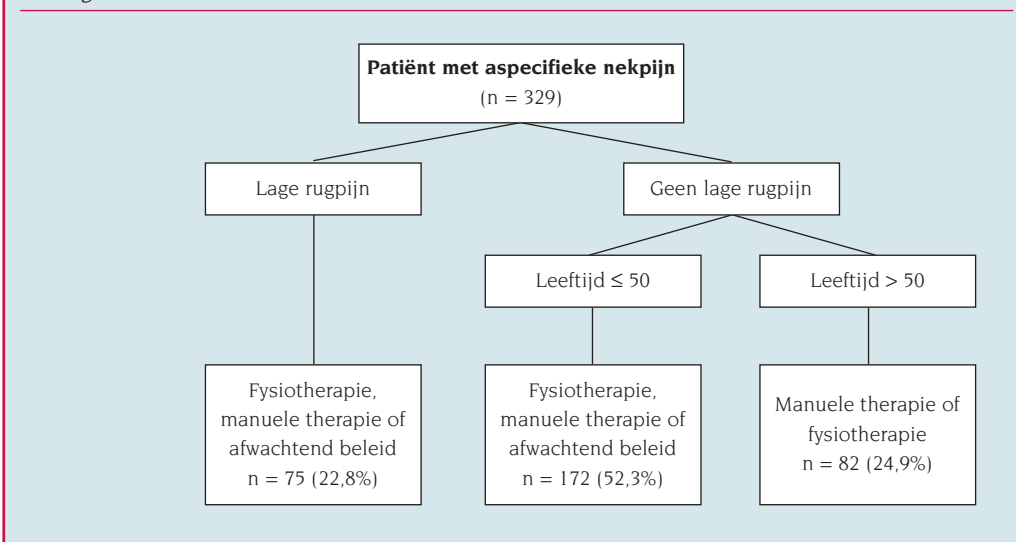 Patiënt met aspecifieke nekpijn
(n = 329)
Lage rugpijn
Geen lage rugpijn
Leeftijd ≤ 50
Leeftijd > 50
Fysiotherapie,
manuele therapie of
afwachtend beleid
n = 75 (22,8%)
Fysiotherapie,
manuele therapie of
afwachtend beleid
n = 172 (52,3%)
Manuele therapie of
fysiotherapie
n = 82 (24,9%)